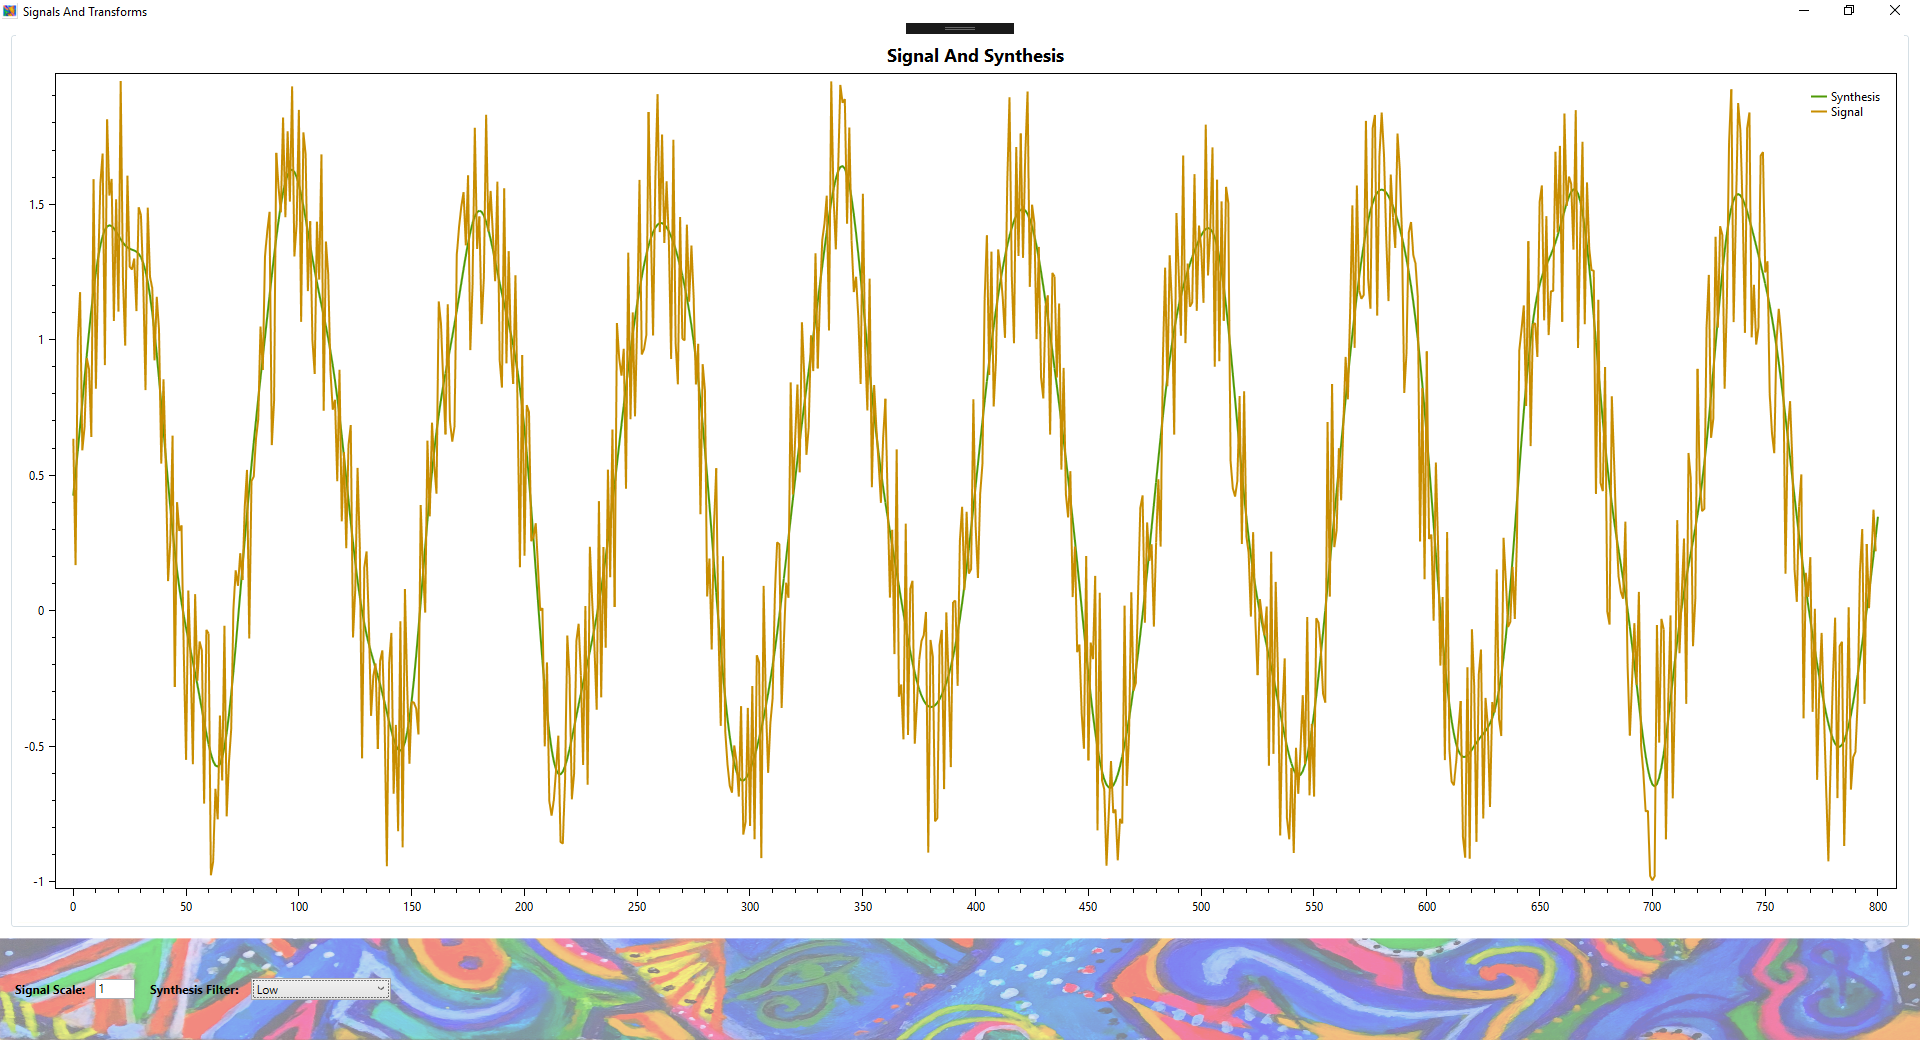 Signals And Transforms
Signal And Synthesis
Synthesis
Signal
1.5
1
0.5
0
-0.5
-1
0 50 100 150 200 250 300 350 400 450 500 550 600 650 700 750 800
Signal Scale: 1 Synthesis Filter: Low